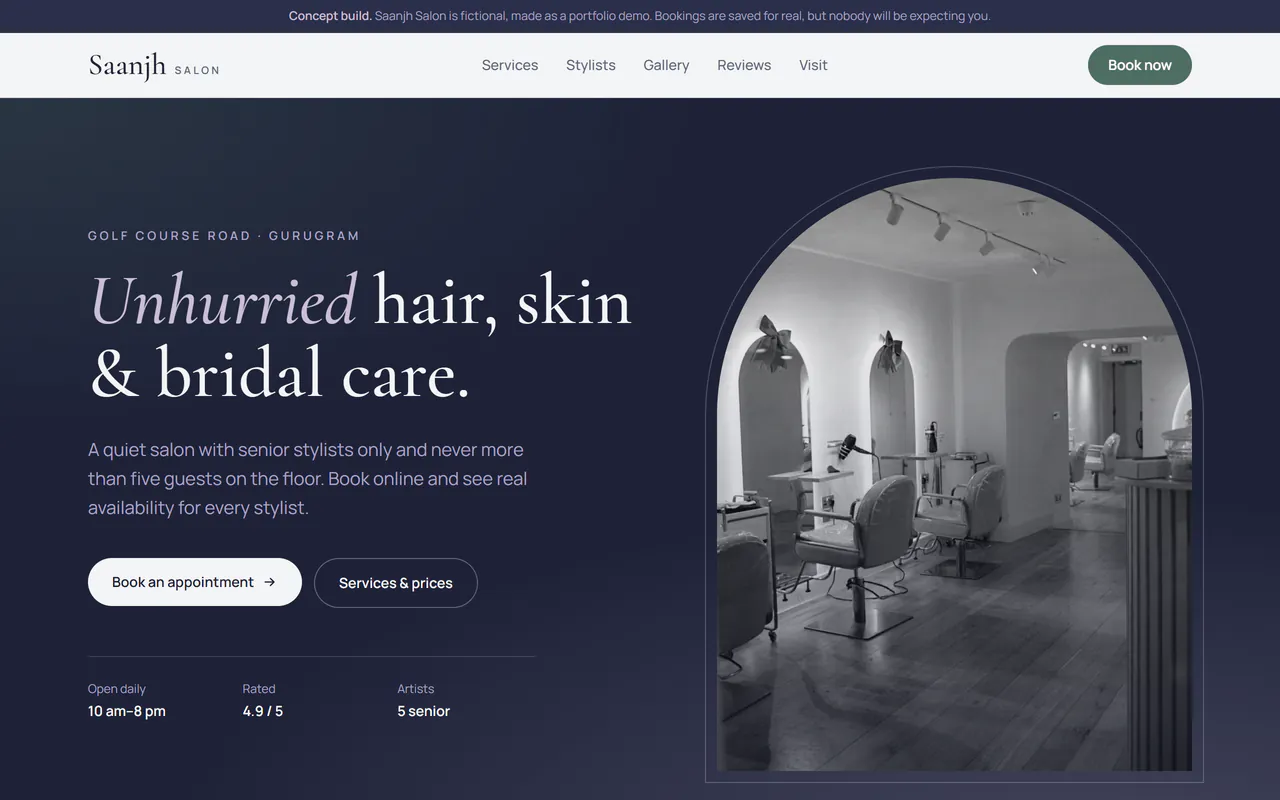 Concept build. Saanjh Salon is fictional, made as a portfolio demo. Bookings are saved for real, but nobody will be expecting you.
Saanjh SALON
Services
Stylists
Gallery
Reviews
Visit
Book now
GOLF COURSE ROAD · GURUGRAM
Unhurried hair, skin
& bridal care.
A quiet salon with senior stylists only and never more
than five guests on the floor. Book online and see real
availability for every stylist.
Book an appointment →
Services & prices
Open daily
10 am–8 pm
Rated
4.9 / 5
Artists
5 senior